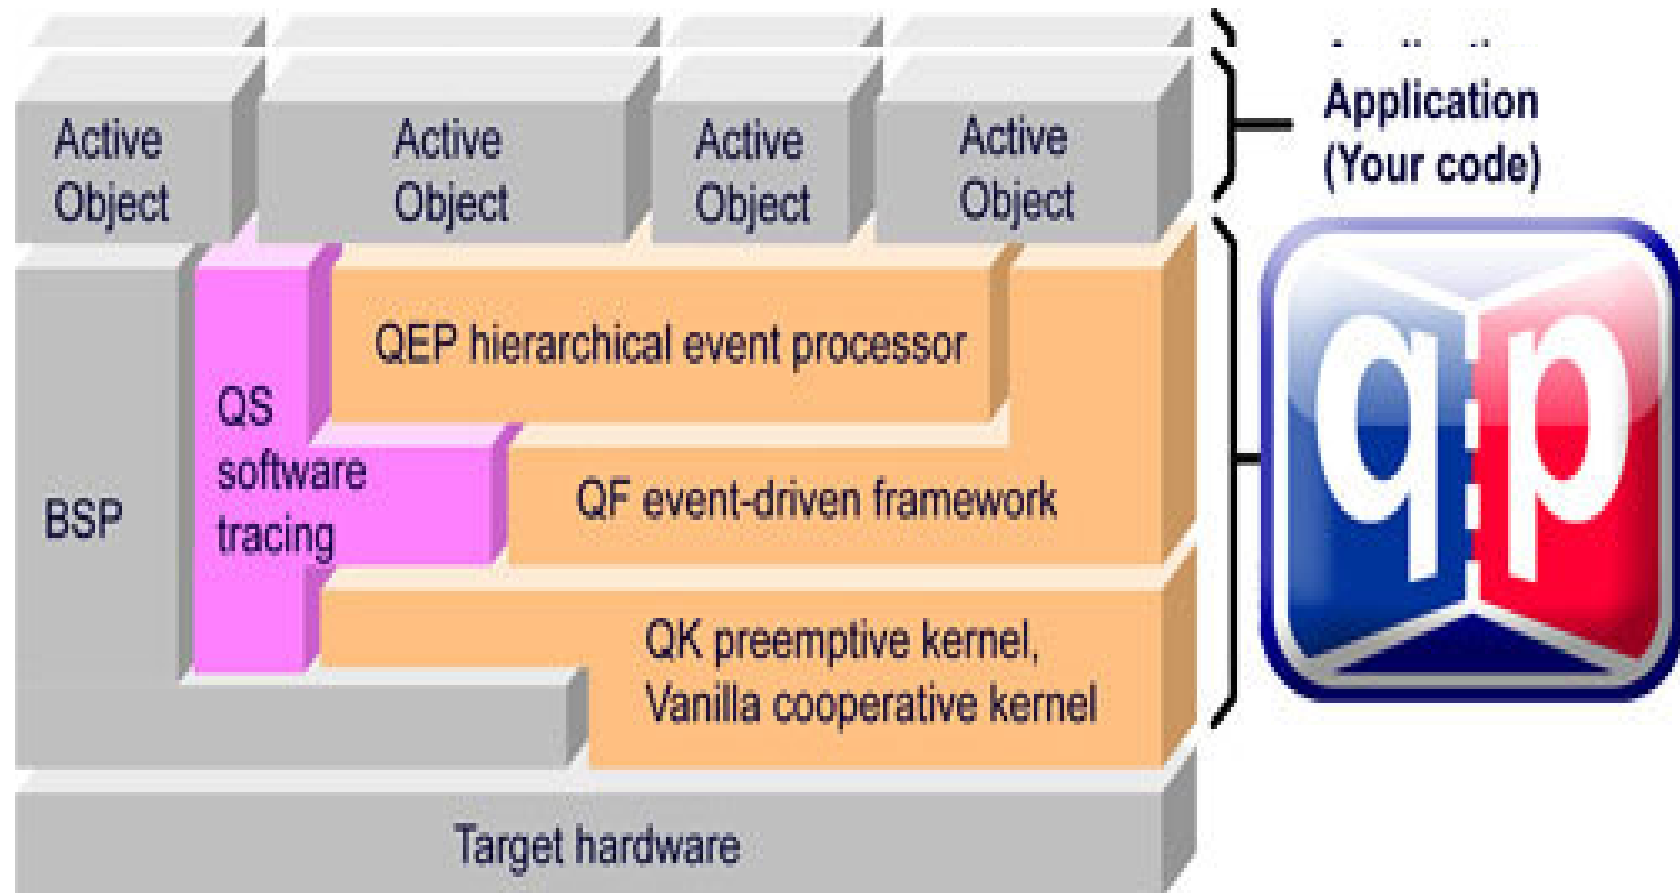 Active
Object
Active
Object
Active
Object
Active
Object
Application
(Your code)
QEP hierarchical event processor
QS
software
tracing
BSP
QF event-driven framework
QK preemptive kernel,
Vanilla cooperative kernel
Target hardware
qp